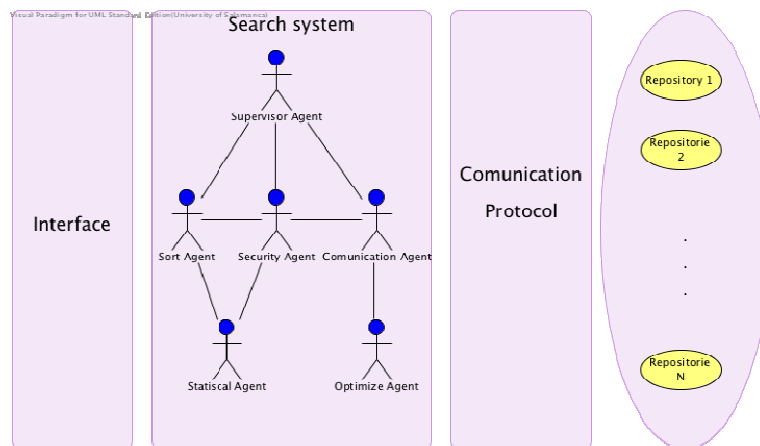 Visual Paradigm for UML Standard Edition(University of Salamanca)
Search system
Supervisor Agent
Interface
Sort Agent
Security Agent
Comunication Agent
Statiscal Agent
Optimize Agent
Comunication
Protocol
Repository 1
Repositorie
2
.
.
.
Repositorie
N